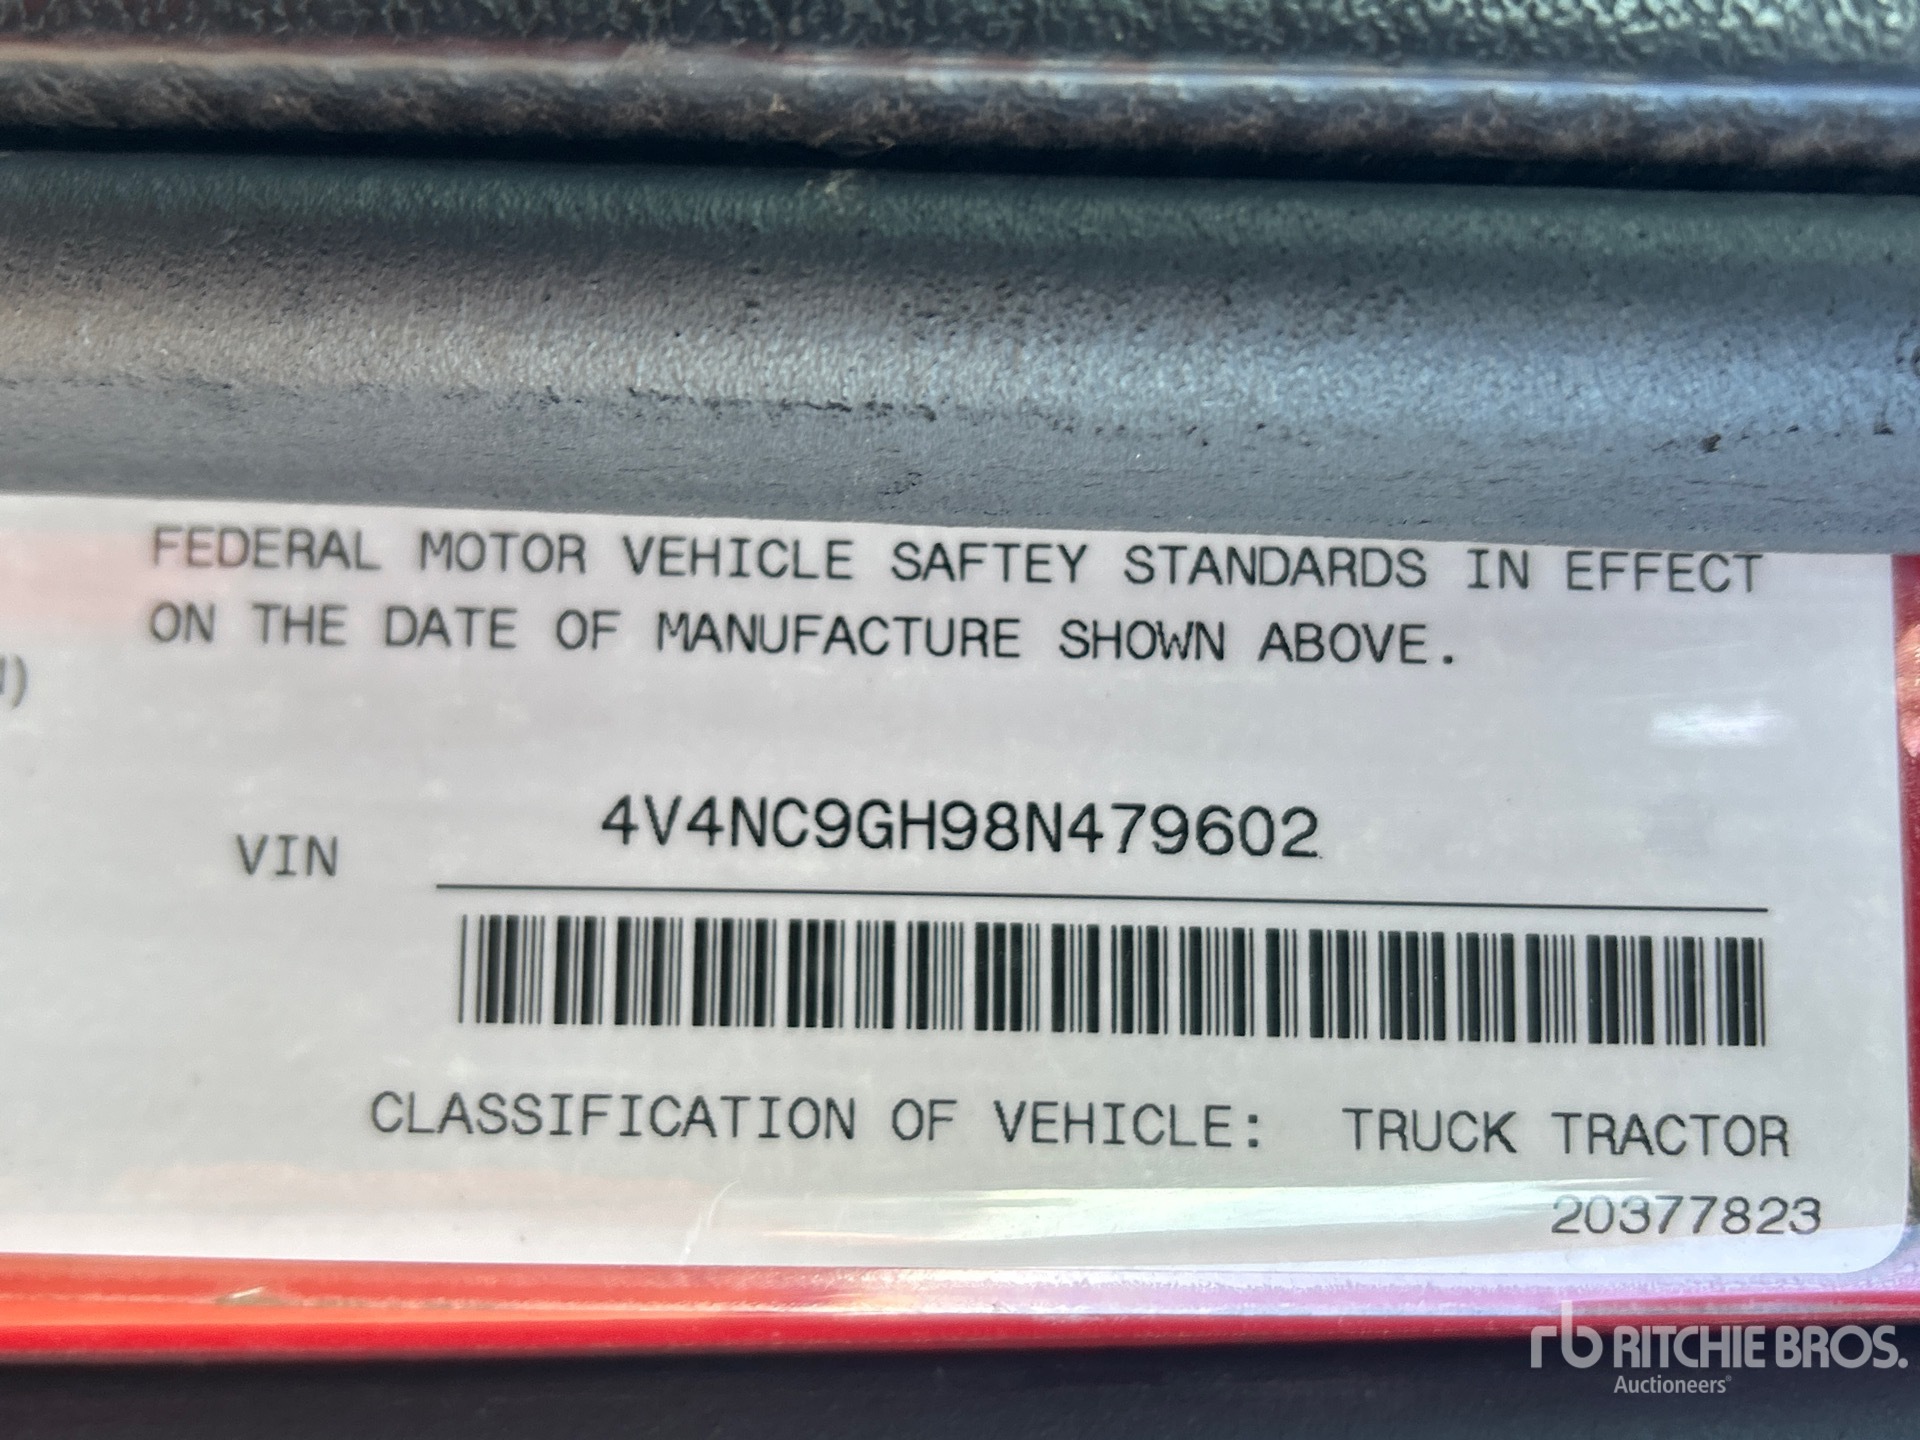 FEDERAL MOTOR VEHICLE SAFTEY STANDARDS IN EFFECT
ON THE DATE OF MANUFACTURE SHOWN ABOVE.
VIN 4V4NC9GH98N479602
CLASSIFICATION OF VEHICLE: TRUCK TRACTOR
20377823
rb RITCHIE BROS.
Auctioneers®